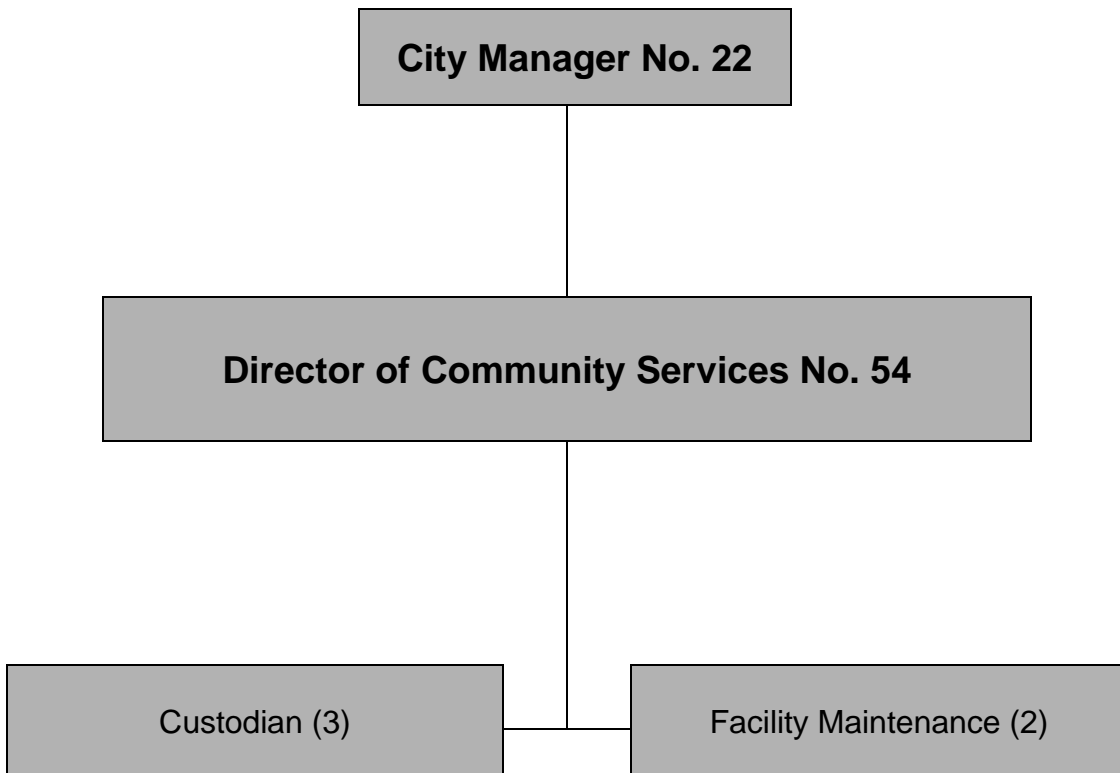 City Manager No. 22
Director of Community Services No. 54
Custodian (3)
Facility Maintenance (2)